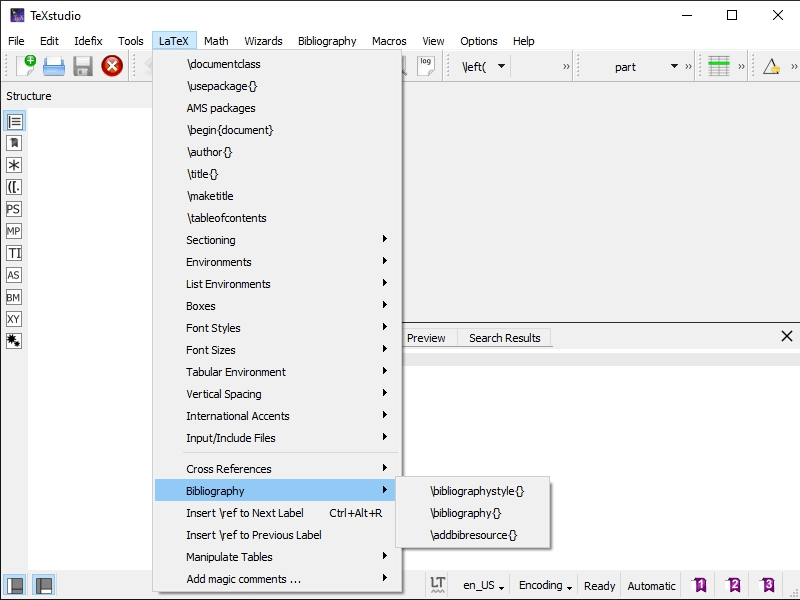 TeXstudio
File Edit Idefix Tools LaTeX Math Wizards Bibliography Macros View Options Help
log \left( part
Structure
\documentclass
\usepackage{}
AMS packages
\begin{document}
\author{}
\title{}
\maketitle
\tableofcontents
Sectioning
Environments
List Environments
Boxes
Font Styles
Font Sizes
Tabular Environment
Vertical Spacing
International Accents
Input/Include Files
Cross References
Bibliography
Insert \ref to Next Label Ctrl+Alt+R
Insert \ref to Previous Label
Manipulate Tables
Add magic comments ...
\bibliographystyle{}
\bibliography{}
\addbibresource{}
([.
PS
MP
TI
AS
BM
XY
Preview Search Results
LT en_US Encoding Ready Automatic 1 2 3